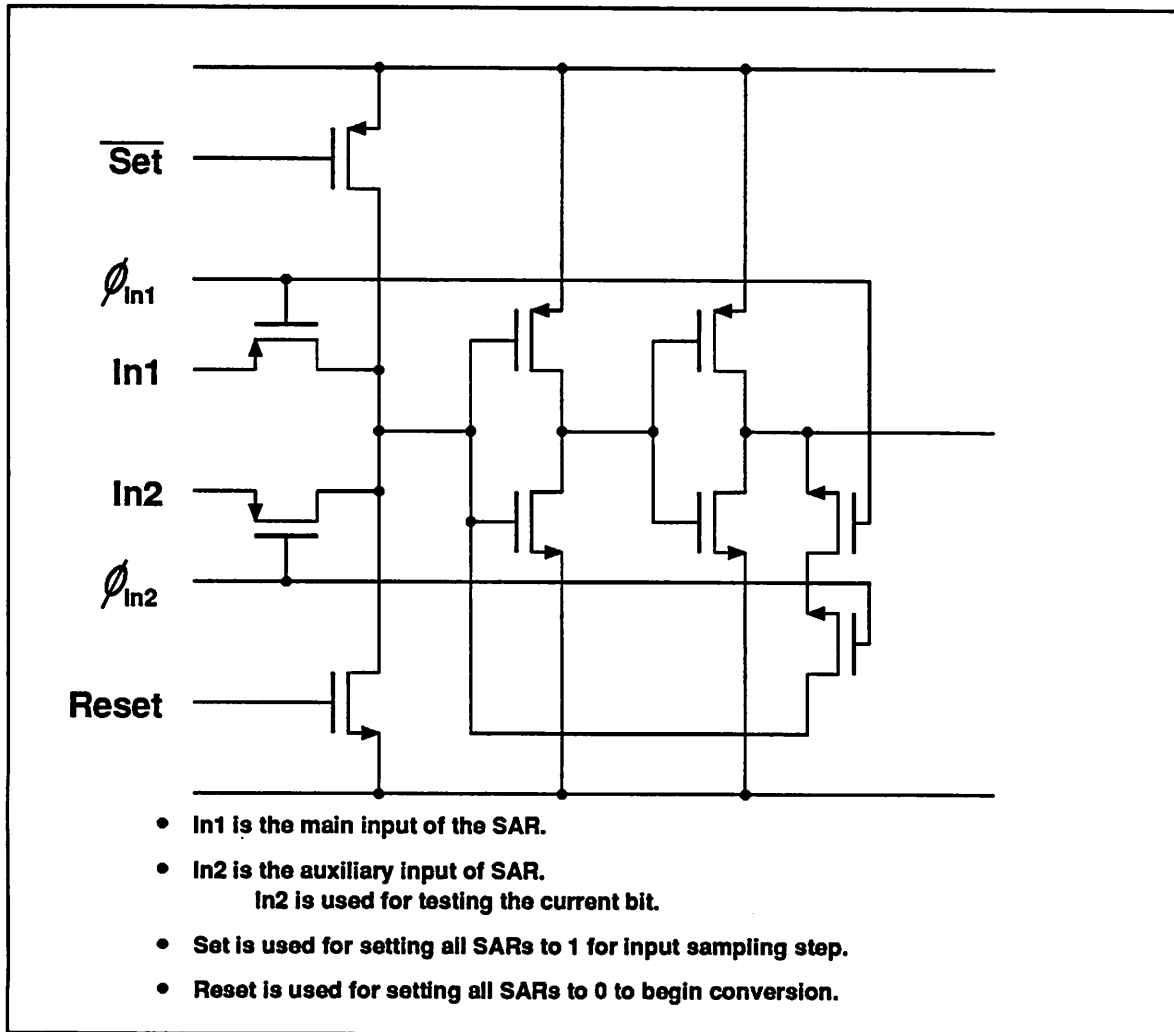 S̅e̅t̅
ϕIn1
In1
In2
ϕIn2
Reset
• In1 is the main input of the SAR.
• In2 is the auxiliary input of SAR.
In2 is used for testing the current bit.
• Set is used for setting all SARs to 1 for input sampling step.
• Reset is used for setting all SARs to 0 to begin conversion.